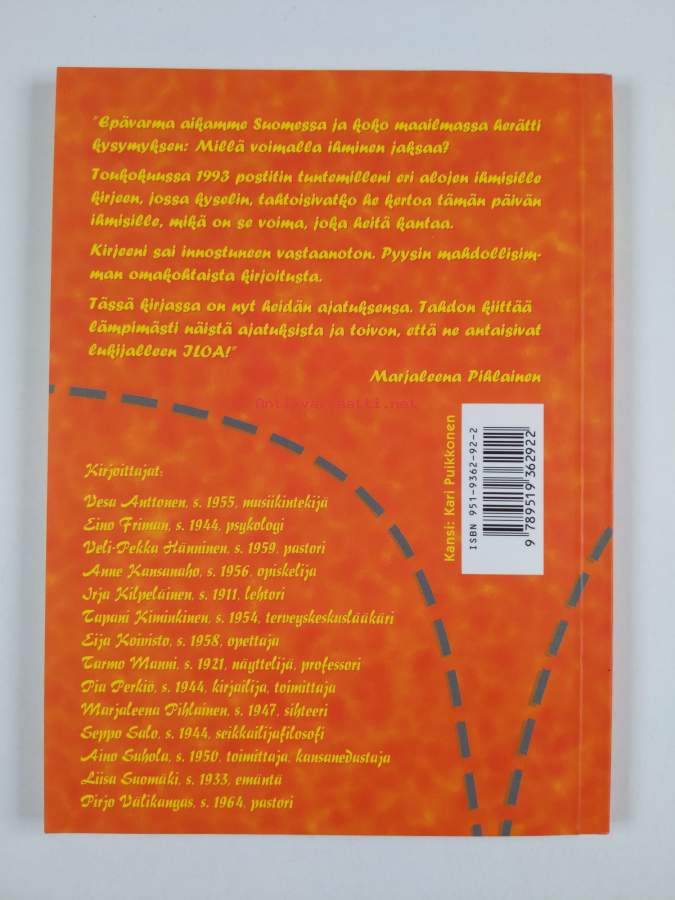 "Epävarma aikamme Suomessa ja koko maailmassa herätti
kysymyksen: Millä voimalla ihminen jaksaa?
Toukokuussa 1993 postitin tuntemilleni eri alojen ihmisille
kirjeen, jossa kyselin, tahtoisivatko he kertoa tämän päivän
ihmisille, mikä on se voima, joka heitä kantaa.
Kirjeeni sai innostuneen vastaanoton. Pyysin mahdollisim-
man omakohtaista kirjoitusta.
Tässä kirjassa on nyt heidän ajatuksensa. Tahdon kiittää
lämpimästi näistä ajatuksista ja toivon, että ne antaisivat
lukijalleen ILOA!"
Marjaleena Pihlainen
Antikvariaatti.net
Kirjoittajat:
Vesa Anttonen, s. 1955, musiikintekijä
Eino Friman, s. 1944, psykologi
Veli-Pekka Hänninen, s. 1959, pastori
Anne Kansanaho, s. 1956, opiskelija
Irja Kilpeläinen, s. 1911, lehtori
Tapani Kiminkinen, s. 1954, terveyskeskuslääkäri
Eija Koivisto, s. 1958, opettaja
Tarmo Manni, s. 1921, näyttelijä, professori
Pia Perkiö, s. 1944, kirjailija, toimittaja
Marjaleena Pihlainen, s. 1947, sihteeri
Seppo Salo, s. 1944, seikkailijafilosofi
Aino Suhola, s. 1950, toimittaja, kansanedustaja
Liisa Suomäki, s. 1933, emäntä
Pirjo Välikangas, s. 1964, pastori
Kansi: Kari Puikkonen
ISBN 951-9362-92-2
9 789519 362922